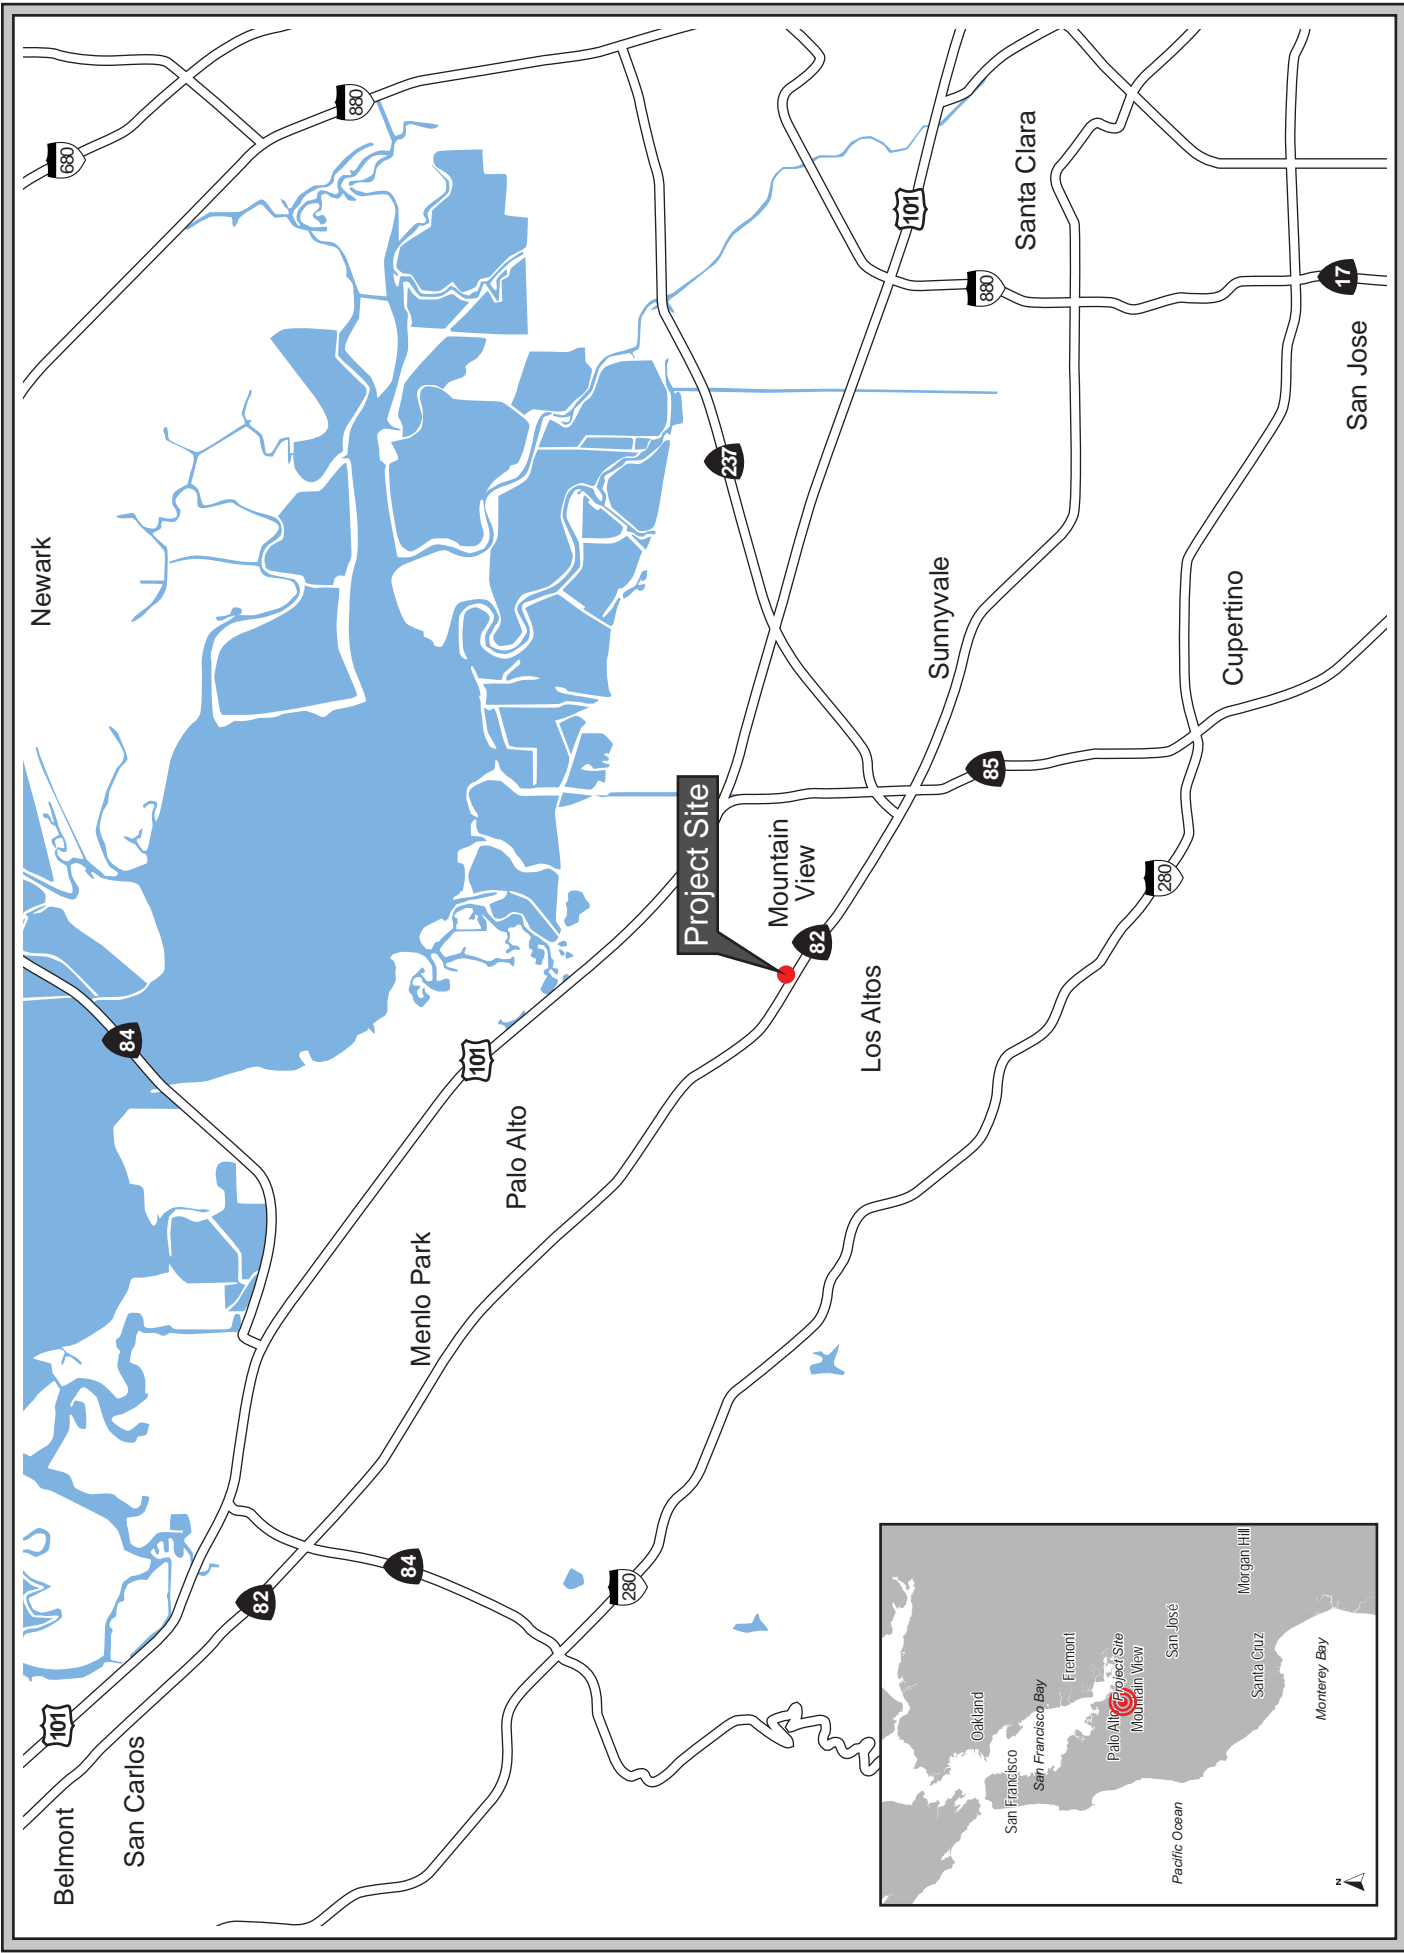 Newark
680
880
237
101
Santa Clara
880
17
San Jose
Sunnyvale
Cupertino
85
280
Project Site
Mountain
View
82
Los Altos
84
101
Palo Alto
Menlo Park
84
82
280
101
San Carlos
Belmont
Oakland
San Francisco
San Francisco Bay
Fremont
Palo Alto
Project Site
Mountain View
San José
Morgan Hill
Santa Cruz
Monterey Bay
Pacific Ocean
N